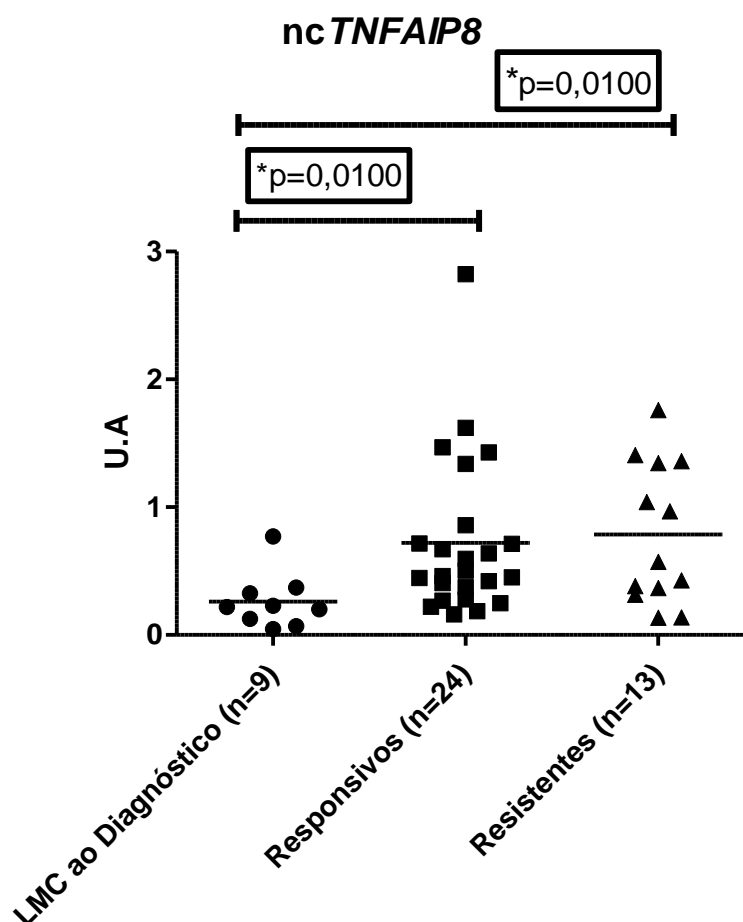 ncTNFAIP8
*p=0,0100
*p=0,0100
3
2
1
0
U.A
LMC ao Diagnóstico (n=9)
Responsivos (n=24)
Resistentes (n=13)